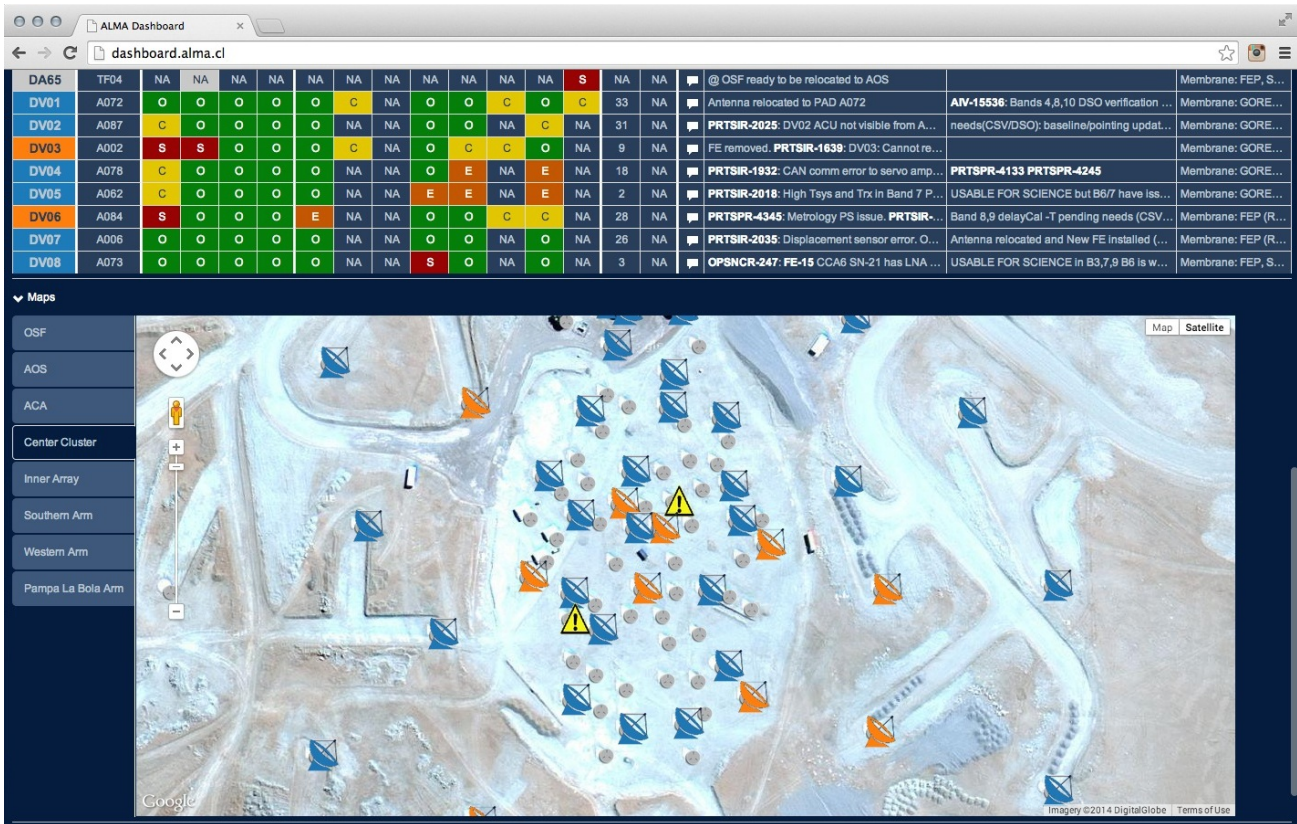 ALMA Dashboard
dashboard.alma.cl
DA65 TF04 NA NA NA NA NA NA NA NA NA NA NA S NA NA @ OSF ready to be relocated to AOS Membrane: FEP, S...
DV01 A072 O O O O O C NA O O C O C 33 NA Antenna relocated to PAD A072 AIV-15536: Bands 4,8,10 DSO verification ... Membrane: GORE...
DV02 A087 C O O O O NA NA O O NA C NA 31 NA PRTSIR-2025: DV02 ACU not visible from A... needs(CSV/DSO): baseline/pointing updat... Membrane: GORE...
DV03 A002 S S O O O C NA O C C O NA 9 NA FE removed. PRTSIR-1639: DV03: Cannot re... Membrane: GORE...
DV04 A078 C O O O O NA NA O E NA E NA 18 NA PRTSIR-1932: CAN comm error to servo amp... PRTSPR-4133 PRTSPR-4245 Membrane: GORE...
DV05 A062 C O O O O NA NA E E NA E NA 2 NA PRTSIR-2018: High Tsys and Trx in Band 7 P... USABLE FOR SCIENCE but B6/7 have iss... Membrane: GORE...
DV06 A084 S O O O E NA NA O O C C NA 28 NA PRTSPR-4345: Metrology PS issue. PRTSIR-... Band 8,9 delayCal -T pending needs (CSV... Membrane: FEP (R...
DV07 A006 O O O O O NA NA O O NA O NA 26 NA PRTSIR-2035: Displacement sensor error. O... Antenna relocated and New FE installed (... Membrane: FEP (R...
DV08 A073 O O O O O NA NA S O NA O NA 3 NA OPSNCR-247: FE-15 CCA6 SN-21 has LNA ... USABLE FOR SCIENCE in B3,7,9 B6 is w... Membrane: FEP, S...
Maps
OSF
AOS
ACA
Center Cluster
Inner Array
Southern Arm
Western Arm
Pampa La Bola Arm
Map Satellite
Google
Imagery ©2014 DigitalGlobe Terms of Use